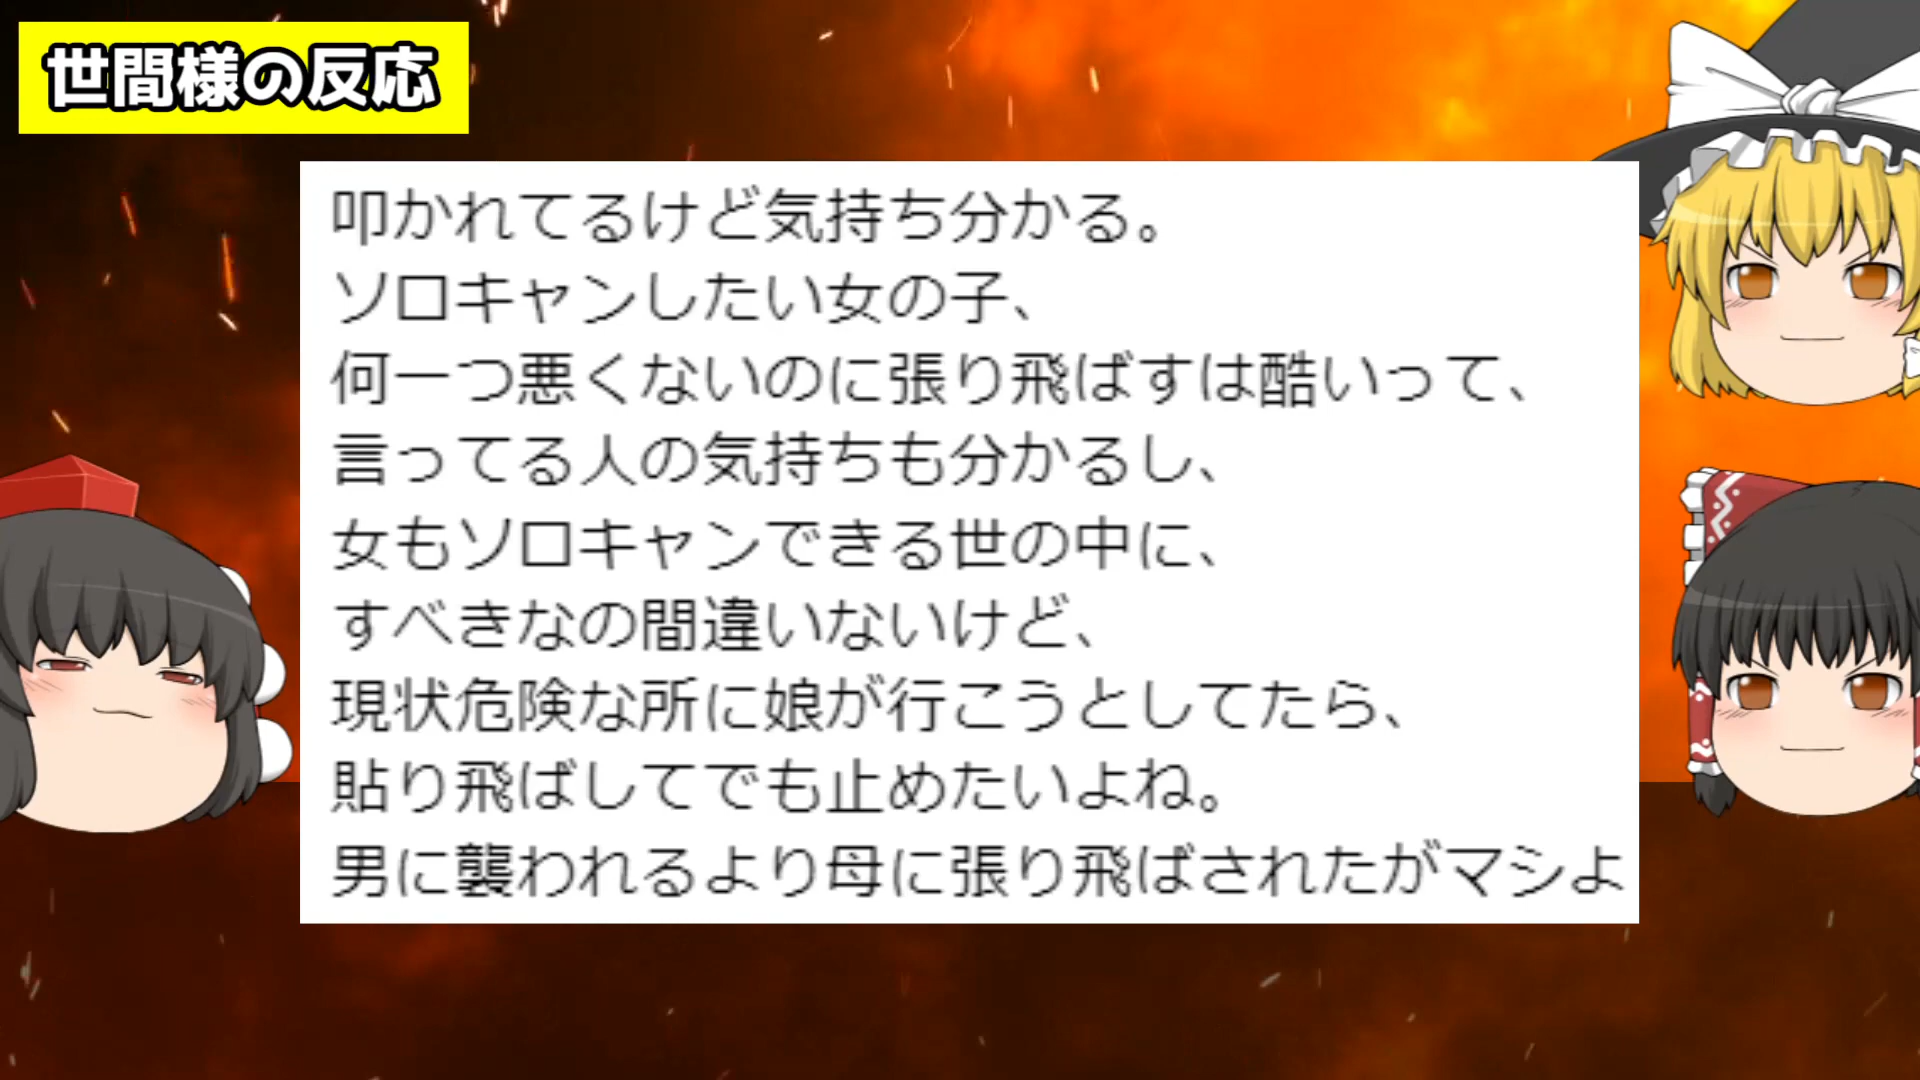 世間様の反応
叩かれてるけど気持ち分かる。
ソロキャンしたい女の子、
何一つ悪くないのに張り飛ばすは酷いって、
言ってる人の気持ちも分かるし、
女もソロキャンできる世の中に、
すべきなの間違いないけど、
現状危険な所に娘が行こうとしてたら、
貼り飛ばしてでも止めたいよね。
男に襲われるより母に張り飛ばされたがマシよ